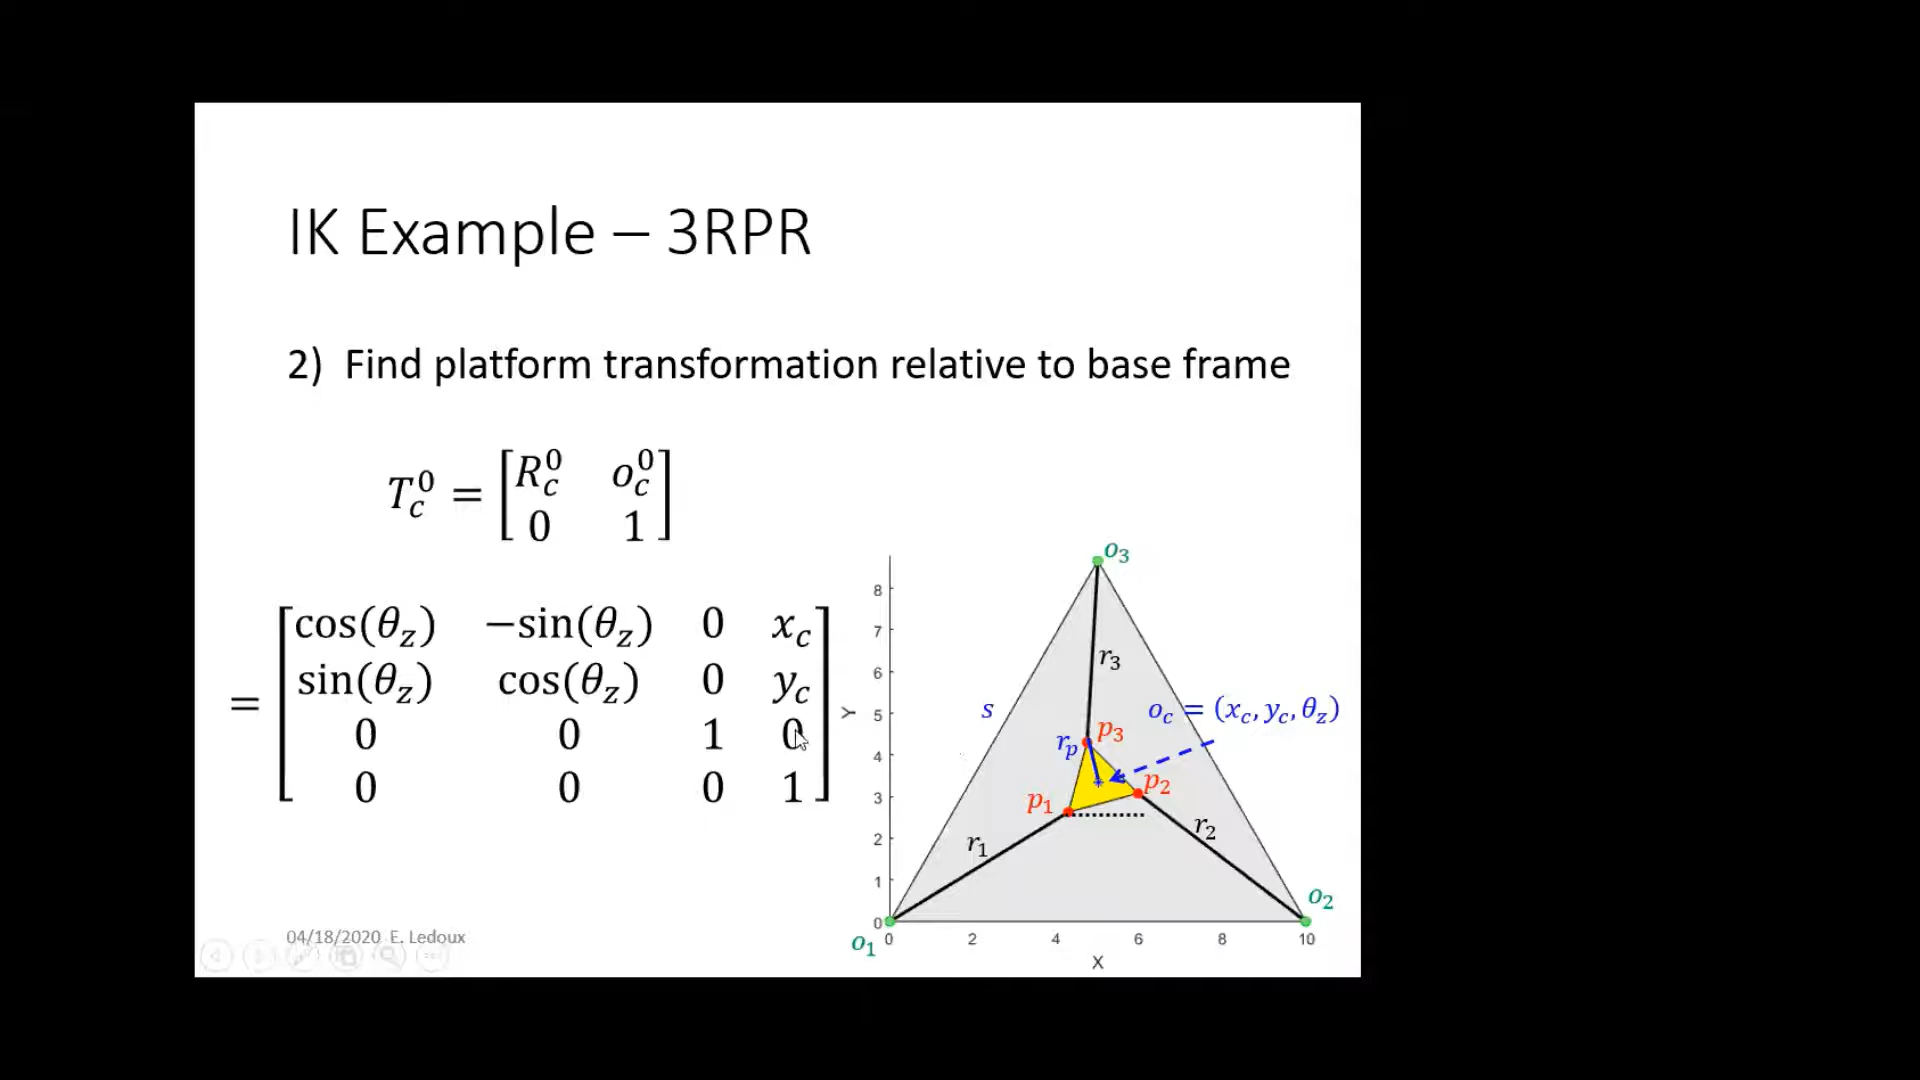 IK Example – 3RPR
2) Find platform transformation relative to base frame
T_c^0 = [R_c^0 o_c^0
0 1]
= [cos(θ_z) −sin(θ_z) 0 x_c
sin(θ_z) cos(θ_z) 0 y_c
0 0 1 0
0 0 0 1]
o_3
8
7
6
5
4
3
2
1
0
Y
r_3
s
o_c = (x_c, y_c, θ_z)
p_3
r_p
p_2
p_1
r_2
r_1
o_2
o_1
0 2 4 6 8 10
X
04/18/2020 E. Ledoux